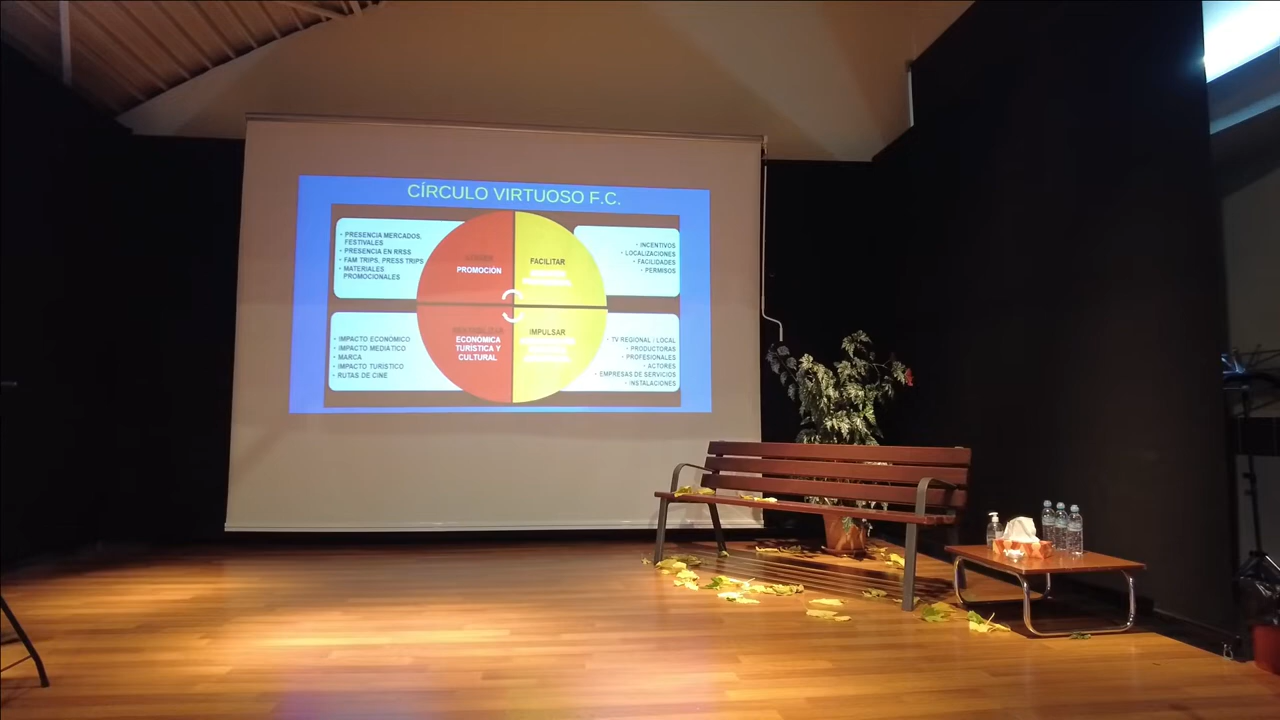 CÍRCULO VIRTUOSO F.C.
• PRESENCIA MERCADOS,
FESTIVALES
• PRESENCIA EN RRSS
• FAM TRIPS, PRESS TRIPS
• MATERIALES
PROMOCIONALES
PROMOCIÓN
FACILITAR
• INCENTIVOS
• LOCALIZACIONES
• FACILIDADES
• PERMISOS
• IMPACTO ECONÓMICO
• IMPACTO MEDIATICO
• MARCA
• IMPACTO TURISTICO
• RUTAS DE CINE
ECONÓMICA
TURÍSTICA Y
CULTURAL
IMPULSAR
• TV REGIONAL / LOCAL
• PRODUCTORAS
• PROFESIONALES
• ACTORES
• EMPRESAS DE SERVICIOS
• INSTALACIONES